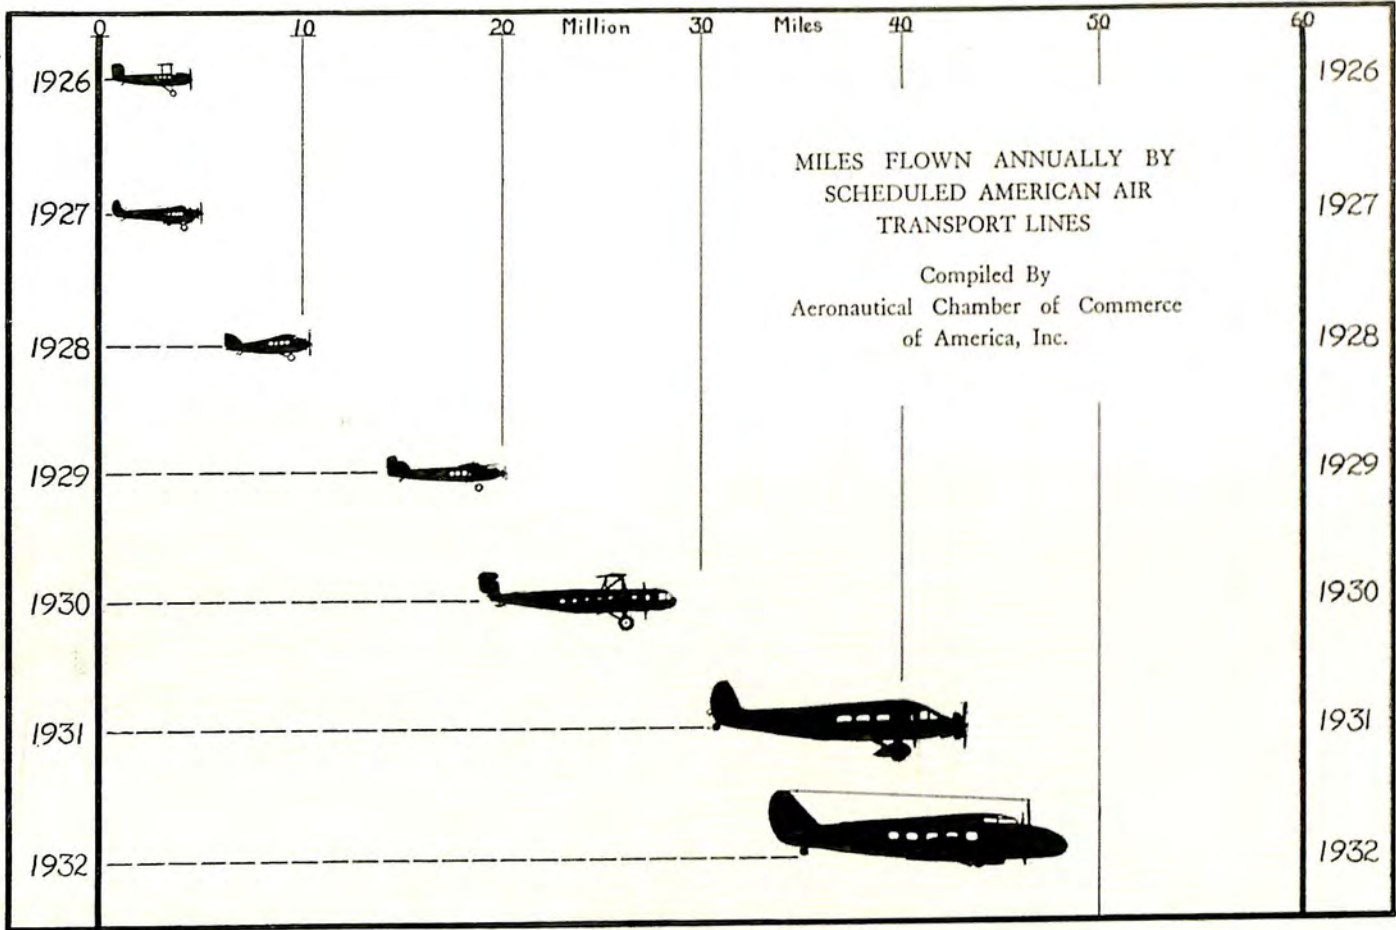 0 10 20 Million 30 Miles 40 50 60
1926 1926
MILES FLOWN ANNUALLY BY
SCHEDULED AMERICAN AIR
TRANSPORT LINES
1927 1927
Compiled By
Aeronautical Chamber of Commerce
of America, Inc.
1928 1928
1929 1929
1930 1930
1931 1931
1932 1932